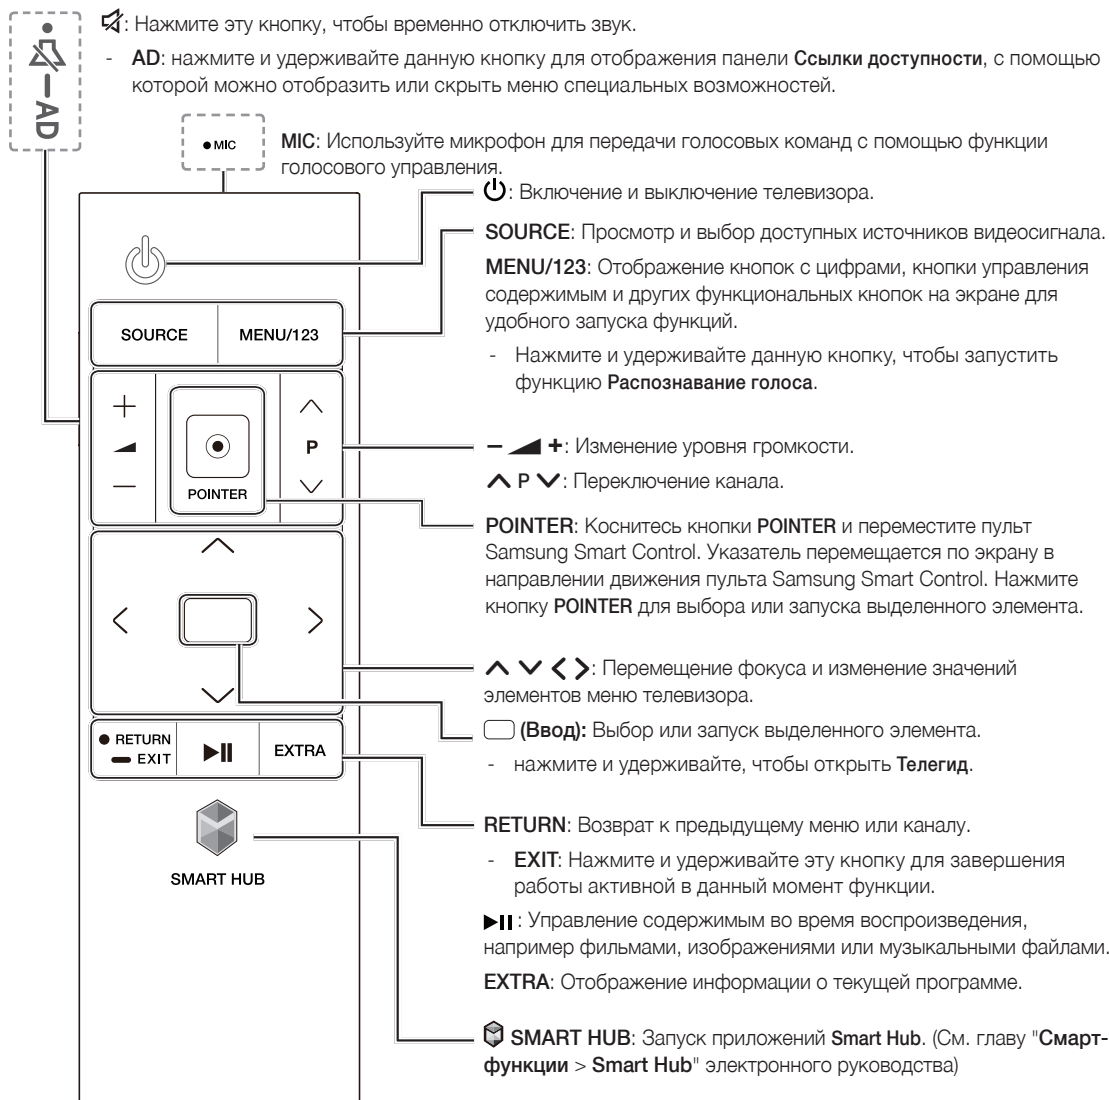 : Нажмите эту кнопку, чтобы временно отключить звук.
- AD: нажмите и удерживайте данную кнопку для отображения панели Ссылки доступности, с помощью
которой можно отобразить или скрыть меню специальных возможностей.
AD
MIC
MIC: Используйте микрофон для передачи голосовых команд с помощью функции
голосового управления.
: Включение и выключение телевизора.
SOURCE: Просмотр и выбор доступных источников видеосигнала.
MENU/123: Отображение кнопок с цифрами, кнопки управления
содержимым и других функциональных кнопок на экране для
удобного запуска функций.
- Нажмите и удерживайте данную кнопку, чтобы запустить
функцию Распознавание голоса.
SOURCE
MENU/123
+
P
—
POINTER
– +: Изменение уровня громкости.
P : Переключение канала.
POINTER: Коснитесь кнопки POINTER и переместите пульт
Samsung Smart Control. Указатель перемещается по экрану в
направлении движения пульта Samsung Smart Control. Нажмите
кнопку POINTER для выбора или запуска выделенного элемента.
: Перемещение фокуса и изменение значений
элементов меню телевизора.
(Ввод): Выбор или запуск выделенного элемента.
- нажмите и удерживайте, чтобы открыть Телегид.
RETURN
EXIT
EXTRA
SMART HUB
RETURN: Возврат к предыдущему меню или каналу.
- EXIT: Нажмите и удерживайте эту кнопку для завершения
работы активной в данный момент функции.
: Управление содержимым во время воспроизведения,
например фильмами, изображениями или музыкальными файлами.
EXTRA: Отображение информации о текущей программе.
SMART HUB: Запуск приложений Smart Hub. (См. главу "Смарт-
функции > Smart Hub" электронного руководства)